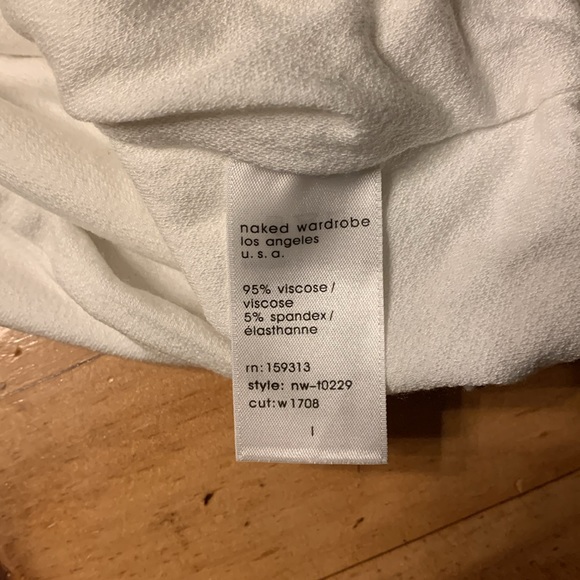 naked wardrobe
los angeles
u. s. a.
95% viscose/
viscose
5% spandex/
élasthanne
rn: 159313
style: nw-t0229
cut: w1708
l